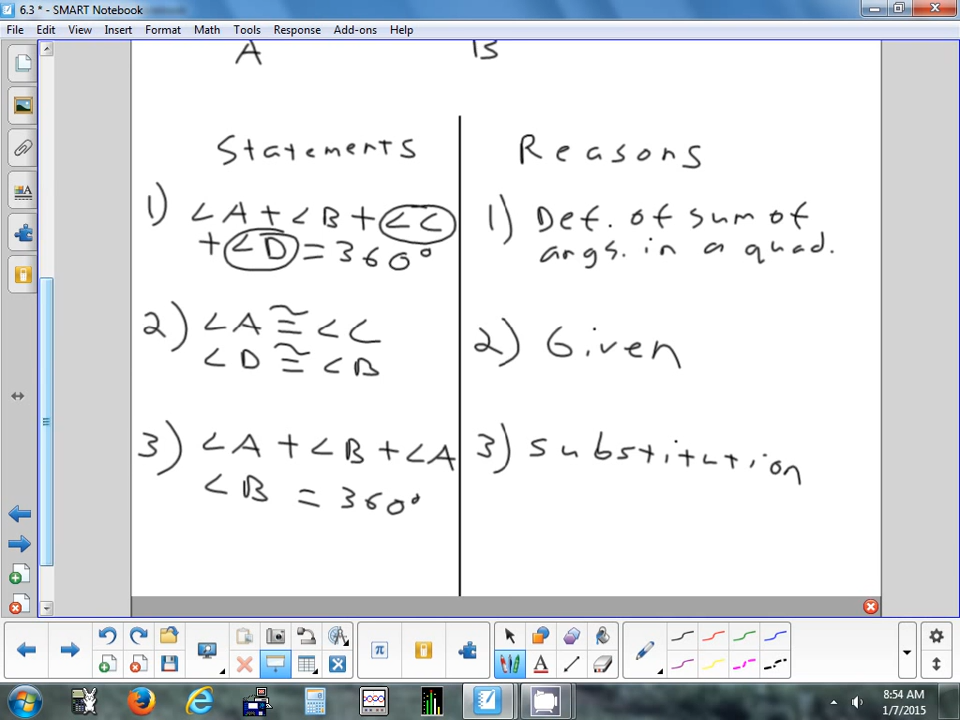 6.3 * - SMART Notebook
File Edit View Insert Format Math Tools Response Add-ons Help
A
Statements Reasons
1) ∠A + ∠B + ∠C
+ ∠D = 360°
1) Def. of sum of
angs. in a quad.
2) ∠A ≅ ∠C
∠D ≅ ∠B
2) Given
3) ∠A + ∠B + ∠A
∠B = 360°
3) substitution
8:54 AM
1/7/2015